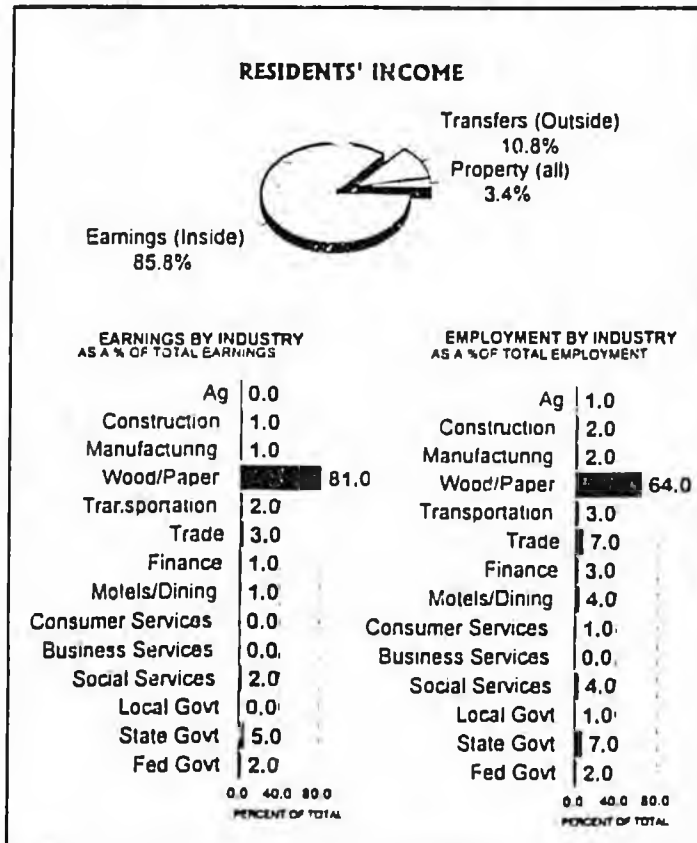 RESIDENTS' INCOME
Transfers (Outside)
10.8%
Property (all)
3.4%
Earnings (Inside)
85.8%
EARNINGS BY INDUSTRY
AS A % OF TOTAL EARNINGS
Ag 0.0
Construction 1.0
Manufacturing 1.0
Wood/Paper 81.0
Transportation 2.0
Trade 3.0
Finance 1.0
Motels/Dining 1.0
Consumer Services 0.0
Business Services 0.0
Social Services 2.0
Local Govt 0.0
State Govt 5.0
Fed Govt 2.0
0.0 40.0 80.0
PERCENT OF TOTAL
EMPLOYMENT BY INDUSTRY
AS A % OF TOTAL EMPLOYMENT
Ag 1.0
Construction 2.0
Manufacturing 2.0
Wood/Paper 64.0
Transportation 3.0
Trade 7.0
Finance 3.0
Motels/Dining 4.0
Consumer Services 1.0
Business Services 0.0
Social Services 4.0
Local Govt 1.0
State Govt 7.0
Fed Govt 2.0
0.0 40.0 80.0
PERCENT OF TOTAL